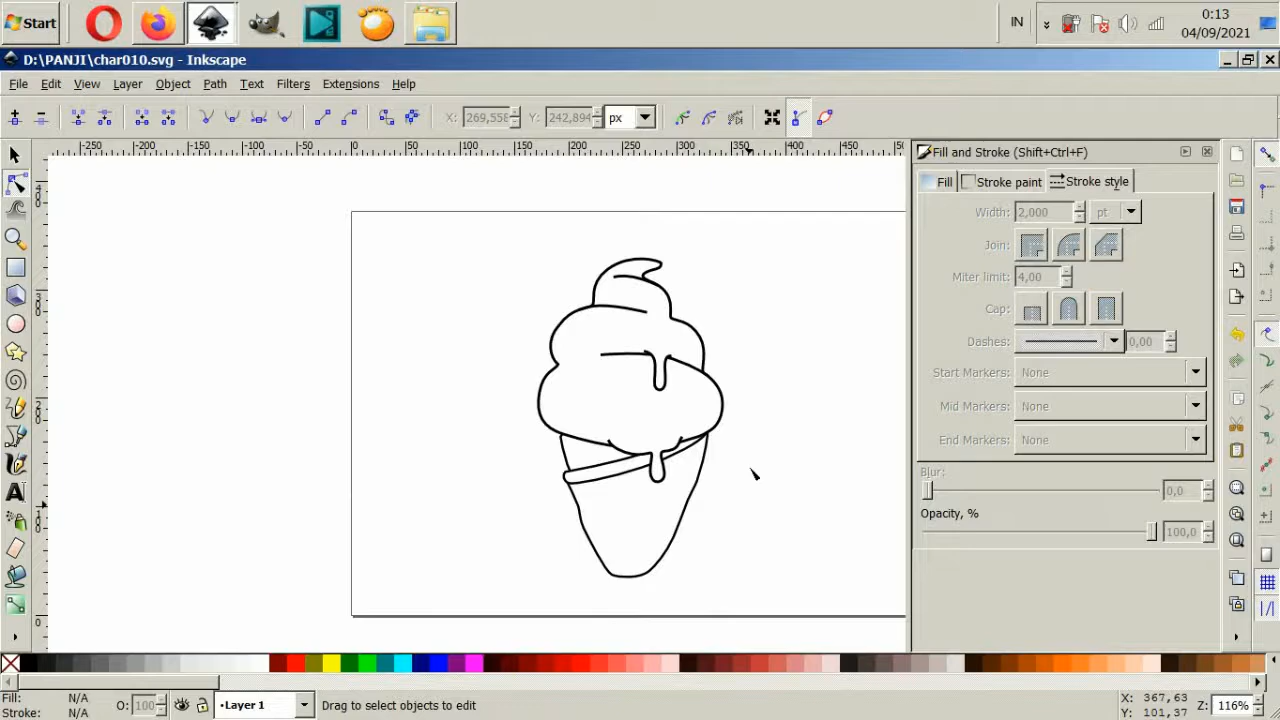 Start
IN
0:13
04/09/2021
D:\PANJI\char010.svg - Inkscape
File Edit View Layer Object Path Text Filters Extensions Help
X: 269,558 Y: 242,894 px
-250 -200 -150 -100 -50 0 50 100 150 200 250 300 350 400 450
Fill and Stroke (Shift+Ctrl+F)
Fill Stroke paint Stroke style
Width: 2,000 pt
Join:
Miter limit: 4,00
Cap:
Dashes: 0,00
Start Markers: None
Mid Markers: None
End Markers: None
Blur:
0,0
Opacity, %
100,0
Fill: N/A
Stroke: N/A
O: 100
•Layer 1
Drag to select objects to edit
X: 367,63
Y: 101,37
Z: 116%